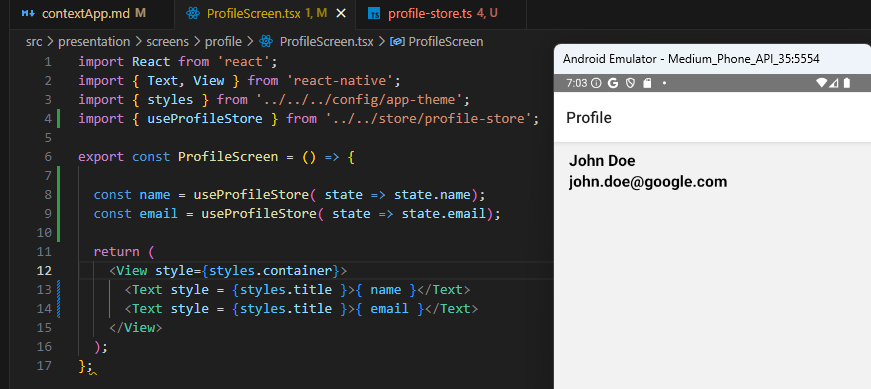 contextApp.md M ProfileScreen.tsx 1, M profile-store.ts 4, U
src > presentation > screens > profile > ProfileScreen.tsx > ProfileScreen
1 import React from 'react';
2 import { Text, View } from 'react-native';
3 import { styles } from '../../../config/app-theme';
4 import { useProfileStore } from '../../store/profile-store';
5
6 export const ProfileScreen = () => {
7
8 const name = useProfileStore( state => state.name);
9 const email = useProfileStore( state => state.email);
10
11 return (
12 <View style={styles.container}>
13 <Text style = {styles.title }>{ name }</Text>
14 <Text style = {styles.title }>{ email }</Text>
15 </View>
16 );
17 };
Android Emulator - Medium_Phone_API_35:5554
7:03
Profile
John Doe
john.doe@google.com